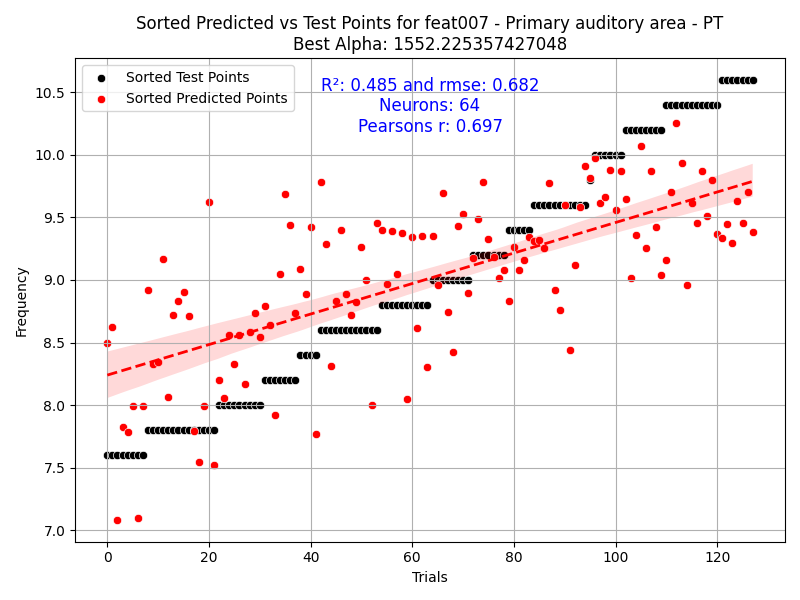 Sorted Predicted vs Test Points for feat007 - Primary auditory area - PT
Best Alpha: 1552.225357427048
Sorted Test Points
Sorted Predicted Points
R²: 0.485 and rmse: 0.682
Neurons: 64
Pearsons r: 0.697
10.5
10.0
9.5
9.0
8.5
8.0
7.5
7.0
Frequency
0 20 40 60 80 100 120
Trials